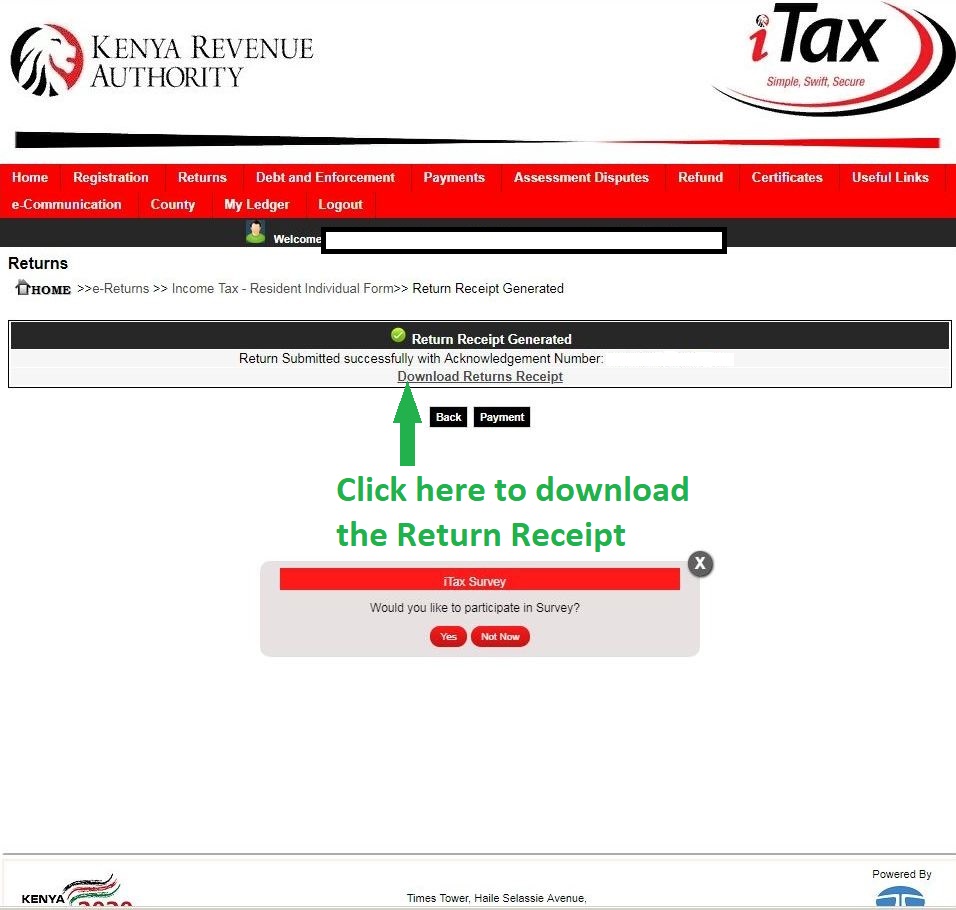 KENYA REVENUE
AUTHORITY
iTax
Simple, Swift, Secure
Home Registration Returns Debt and Enforcement Payments Assessment Disputes Refund Certificates Useful Links
e-Communication County My Ledger Logout
Welcome
Returns
HOME >>e-Returns >> Income Tax - Resident Individual Form>> Return Receipt Generated
Return Receipt Generated
Return Submitted successfully with Acknowledgement Number:
Download Returns Receipt
Back Payment
Click here to download
the Return Receipt
X
iTax Survey
Would you like to participate in Survey?
Yes Not Now
Powered By
KENYA
Times Tower, Haile Selassie Avenue,